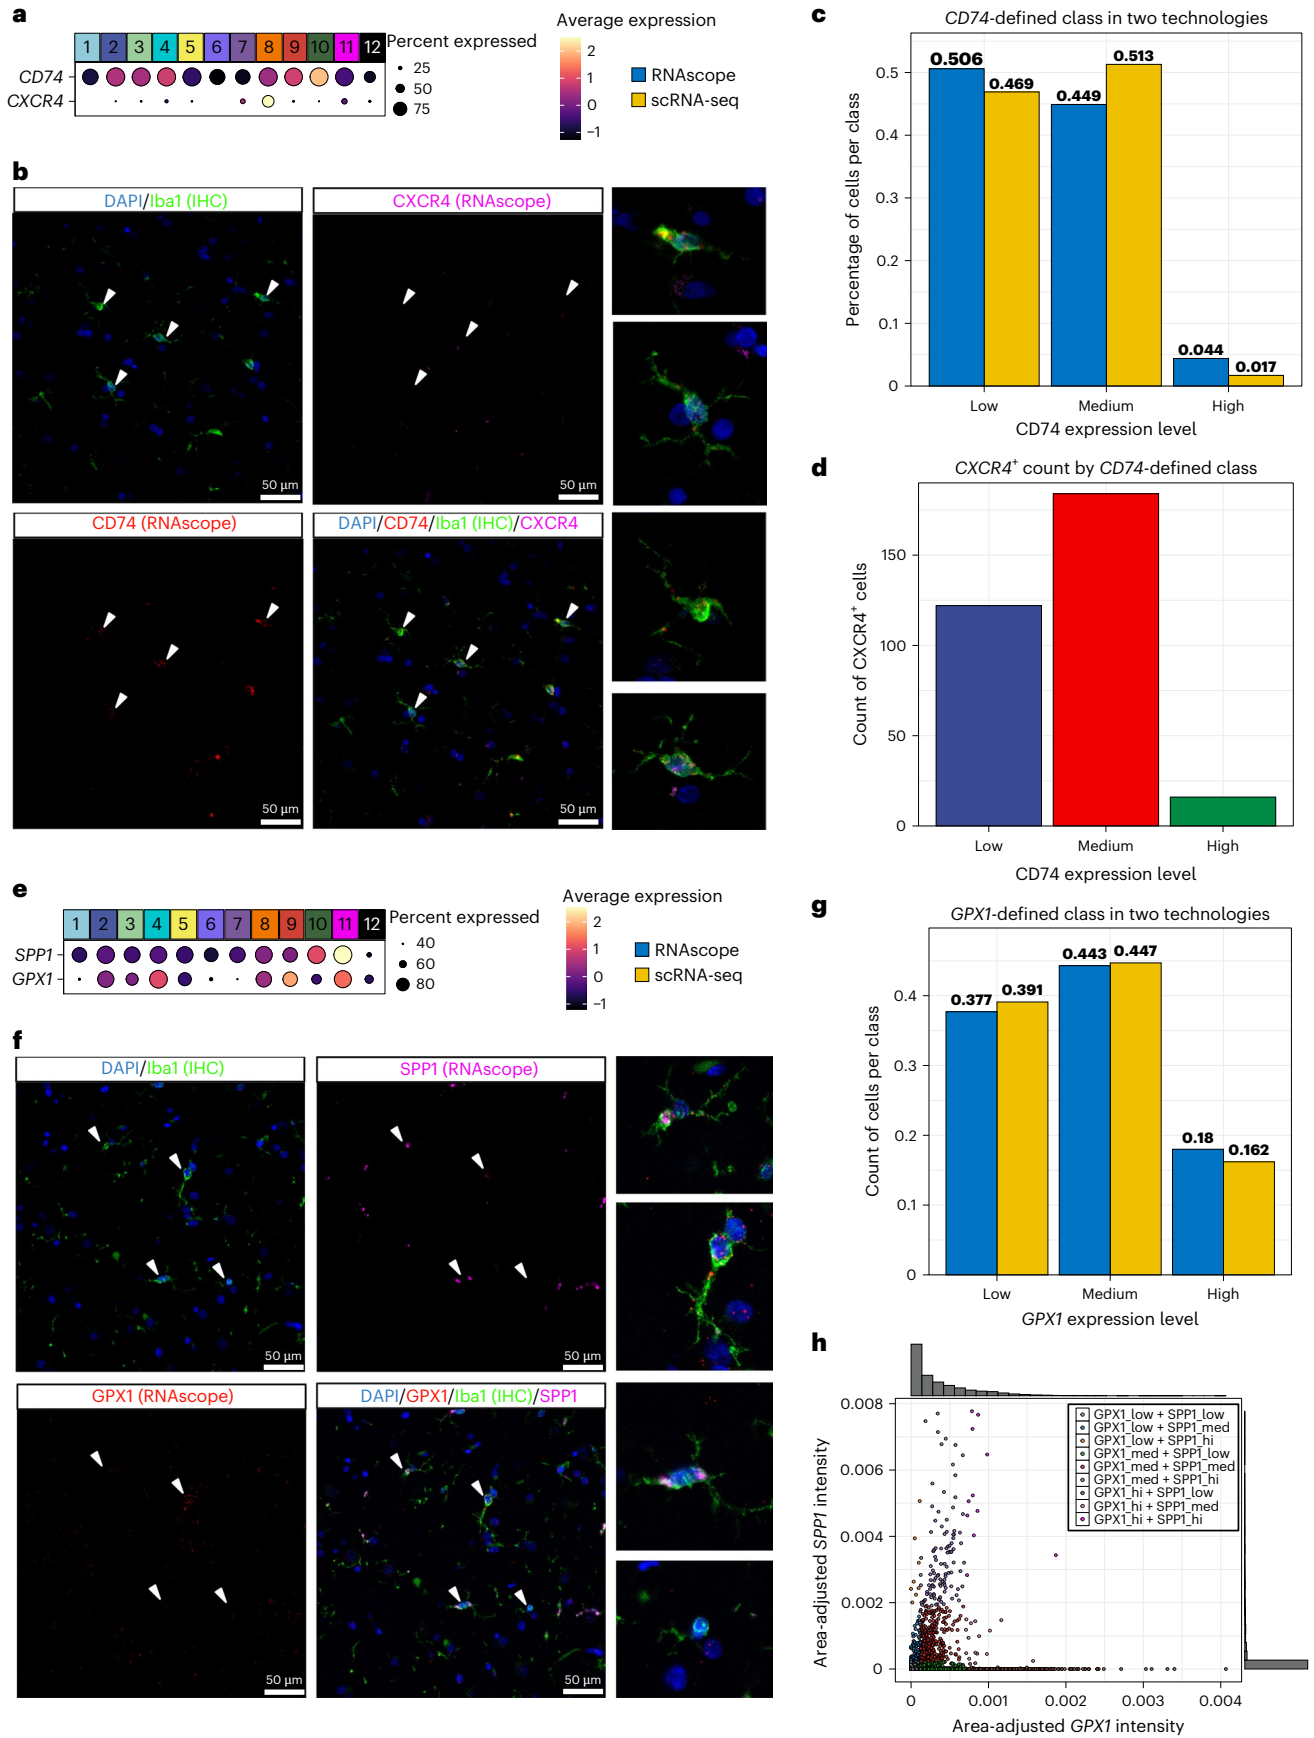 a
1 2 3 4 5 6 7 8 9 10 11 12
CD74
CXCR4
Percent expressed
25
50
75
Average expression
2
1
0
−1
RNAscope
scRNA-seq
b
DAPI/Iba1 (IHC)
50 µm
CXCR4 (RNAscope)
50 µm
CD74 (RNAscope)
50 µm
DAPI/CD74/Iba1 (IHC)/CXCR4
50 µm
c
CD74-defined class in two technologies
Percentage of cells per class
0.5
0.4
0.3
0.2
0.1
0
0.506
0.469
0.449
0.513
0.044
0.017
Low Medium High
CD74 expression level
d
CXCR4+ count by CD74-defined class
Count of CXCR4+ cells
150
100
50
0
Low Medium High
CD74 expression level
e
1 2 3 4 5 6 7 8 9 10 11 12
SPP1
GPX1
Percent expressed
40
60
80
Average expression
2
1
0
−1
RNAscope
scRNA-seq
f
DAPI/Iba1 (IHC)
50 µm
SPP1 (RNAscope)
50 µm
GPX1 (RNAscope)
50 µm
DAPI/GPX1/Iba1 (IHC)/SPP1
50 µm
g
GPX1-defined class in two technologies
Count of cells per class
0.4
0.3
0.2
0.1
0
0.377
0.391
0.443
0.447
0.18
0.162
Low Medium High
GPX1 expression level
h
Area-adjusted SPP1 intensity
0.008
0.006
0.004
0.002
0
GPX1_low + SPP1_low
GPX1_low + SPP1_med
GPX1_low + SPP1_hi
GPX1_med + SPP1_low
GPX1_med + SPP1_med
GPX1_med + SPP1_hi
GPX1_hi + SPP1_low
GPX1_hi + SPP1_med
GPX1_hi + SPP1_hi
0 0.001 0.002 0.003 0.004
Area-adjusted GPX1 intensity